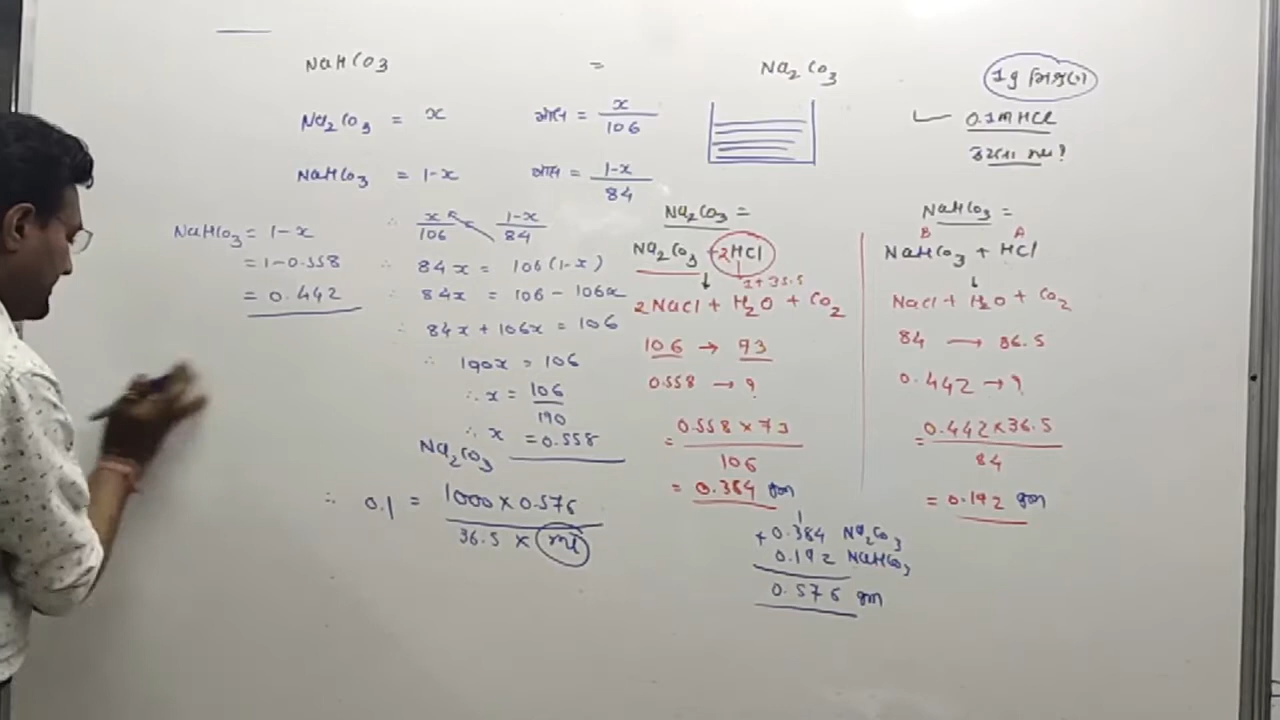 NaHCO3 = Na2CO3
1g મિશ્રણ
Na2CO3 = x મોલ = x/106
0.1M HCl
કેટલા ml?
NaHCO3 = 1-x મોલ = 1-x/84
NaHCO3 = 1-x
= 1-0.558
= 0.442
∴ x/106 = 1-x/84
∴ 84x = 106(1-x)
∴ 84x = 106 - 106x
∴ 84x + 106x = 106
∴ 190x = 106
∴ x = 106/190
∴ x = 0.558
Na2CO3
∴ 0.1 = 1000 x 0.576 / 36.5 x ml
Na2CO3 =
Na2CO3 + 2HCl
1+35.5
↓
2NaCl + H2O + CO2
106 → 73
0.558 → ?
= 0.558 x 73 / 106
= 0.384 gm
0.384 Na2CO3
+ 0.192 NaHCO3
0.576 gm
NaHCO3 =
B A
NaHCO3 + HCl
↓
NaCl + H2O + CO2
84 → 36.5
0.442 → ?
= 0.442 x 36.5 / 84
= 0.192 gm